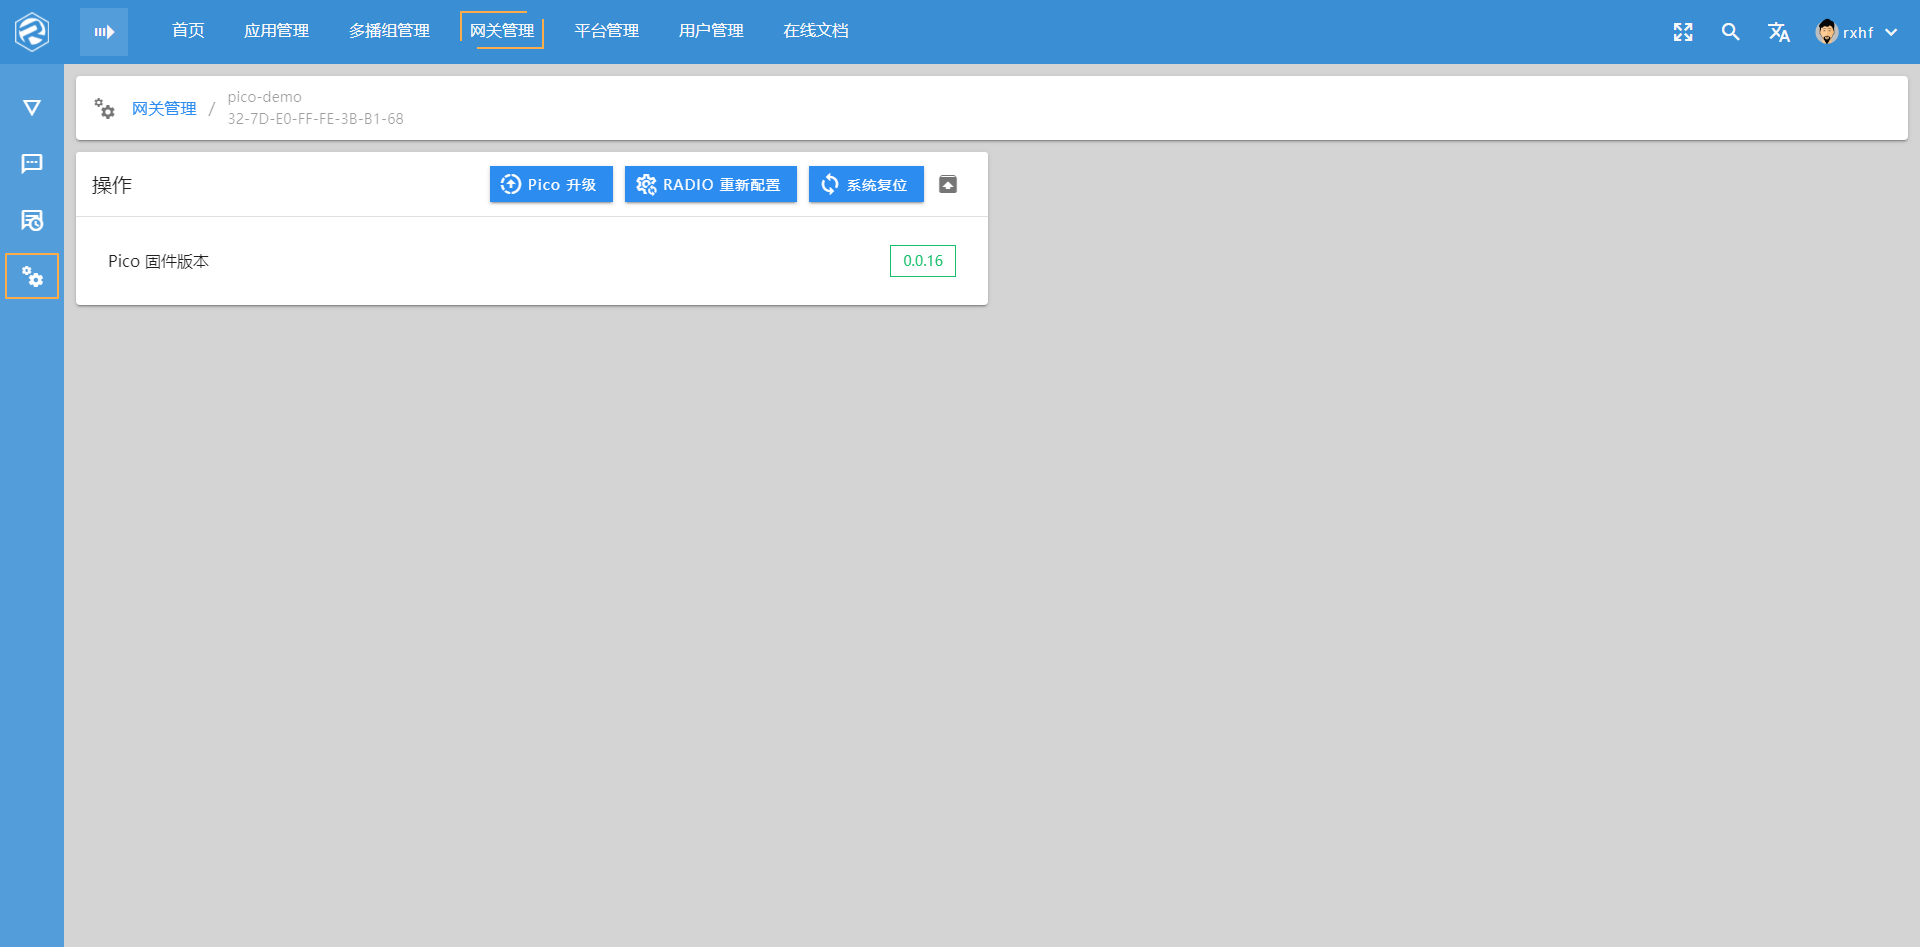 首页 应用管理 多播组管理 网关管理 平台管理 用户管理 在线文档 rxhf
网关管理 / pico-demo
32-7D-E0-FF-FE-3B-B1-68
操作 Pico 升级 RADIO 重新配置 系统复位
Pico 固件版本 0.0.16